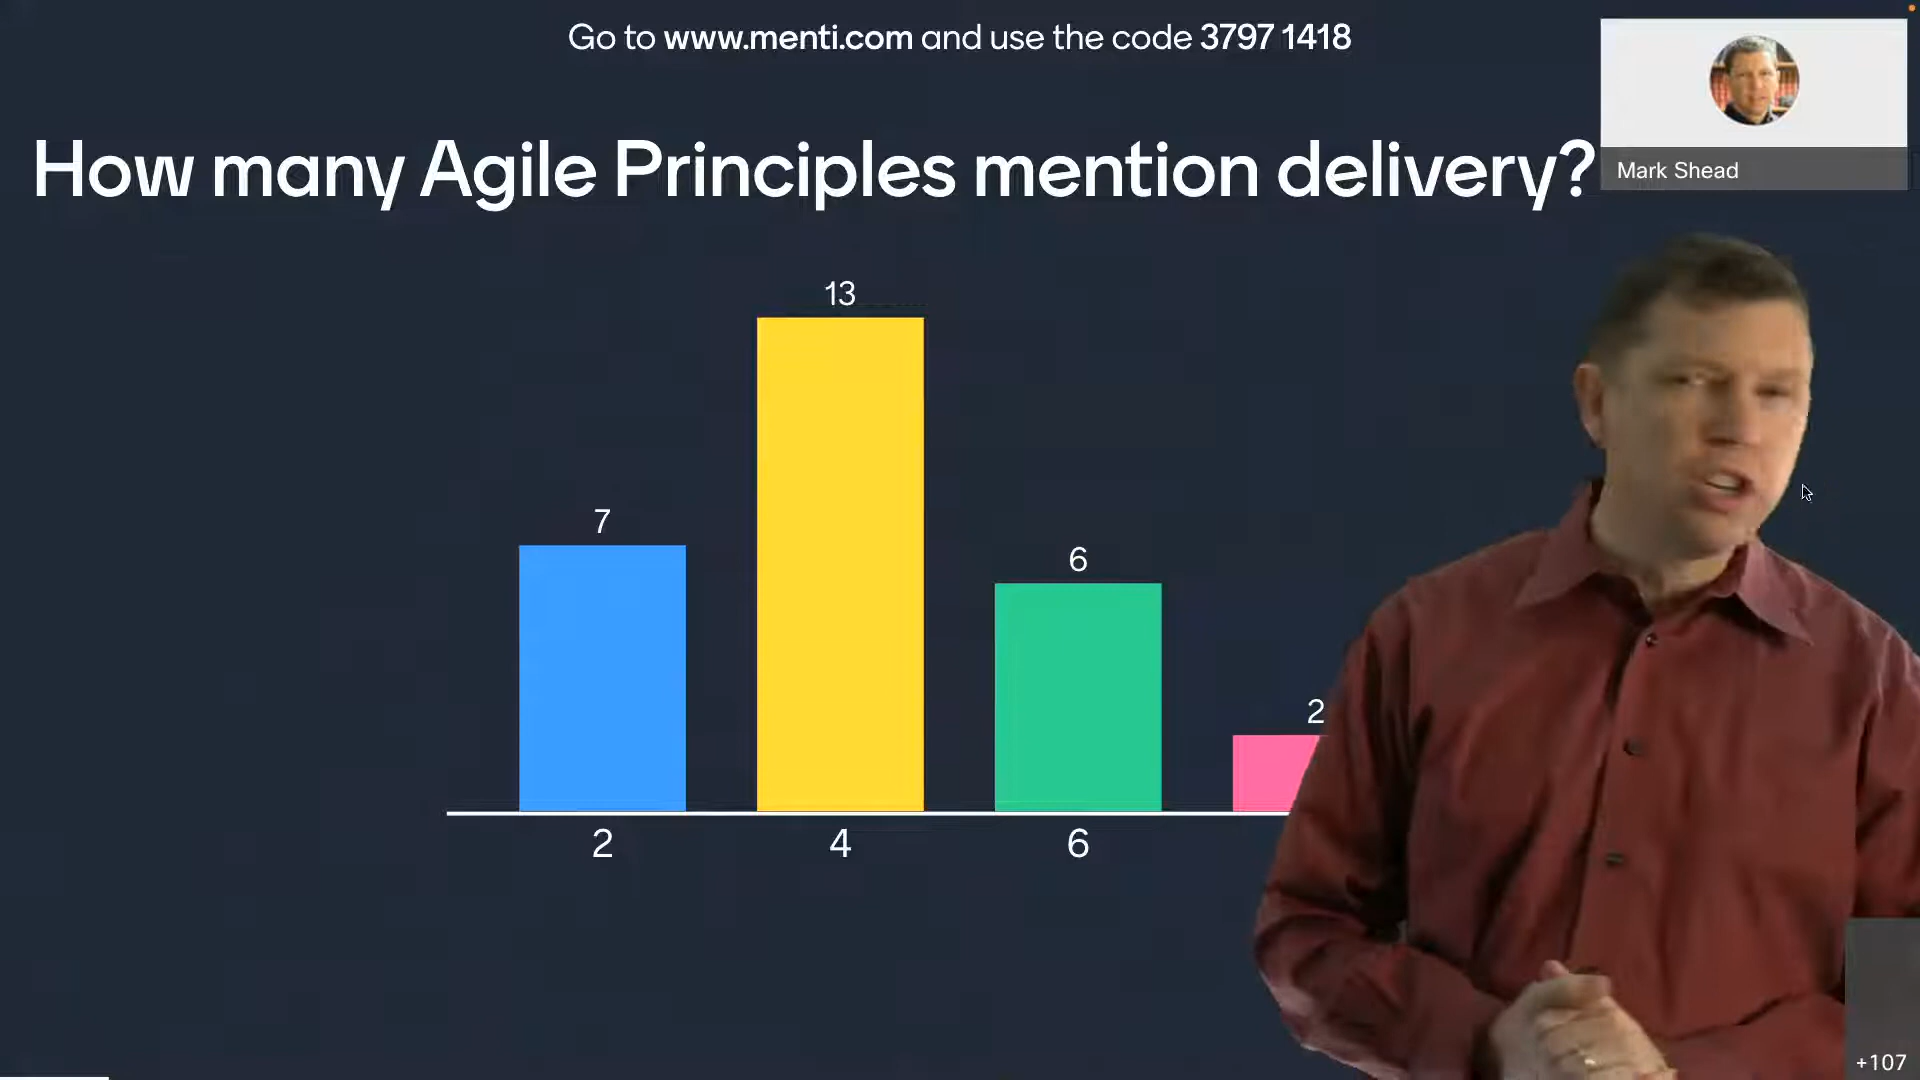 Go to www.menti.com and use the code 3797 1418
Mark Shead
How many Agile Principles mention delivery?
13
7
6
2
2
4
6
+107